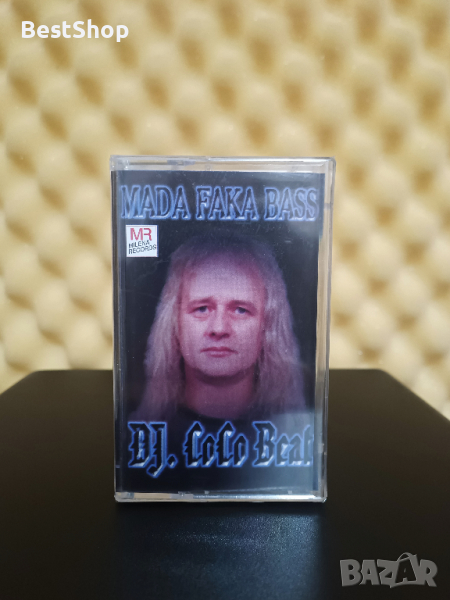 BestShop
MADA FAKA BASS
MR
MILENA
RECORDS
DJ. CoCo Beat
BAZAR